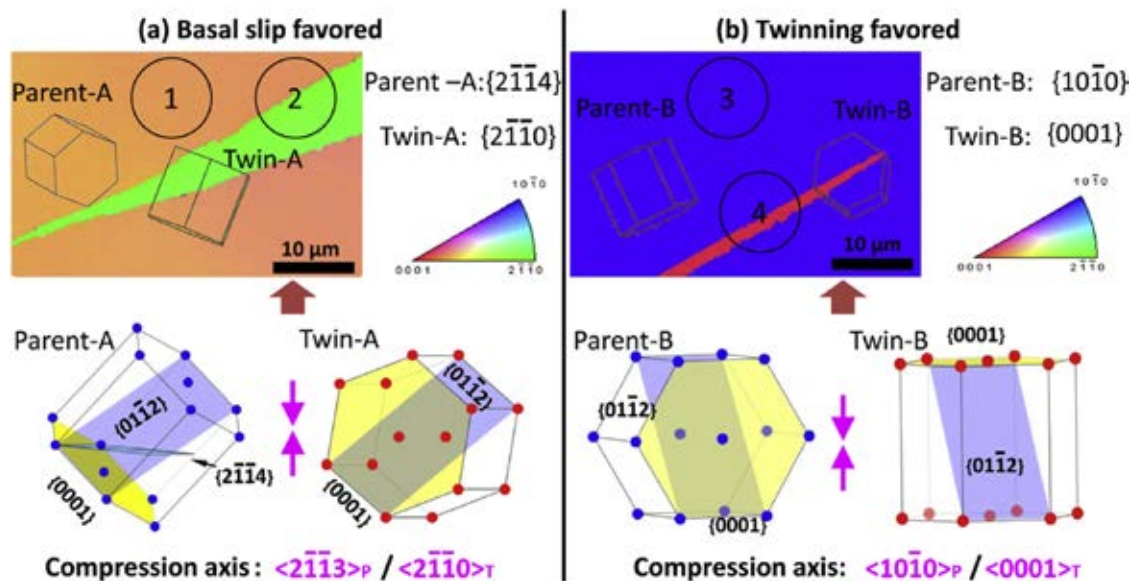 (a) Basal slip favored
Parent-A
1
2
Twin-A
10 µm
Parent –A:{21̄1̄4}
Twin-A: {21̄1̄0}
101̄0
0001
21̄1̄0
Parent-A
Twin-A
{011̄2}
{0001}
{21̄1̄4}
{011̄2}
{0001}
Compression axis: <21̄1̄3>P / <21̄1̄0>T
(b) Twinning favored
3
Parent-B
Twin-B
4
10 µm
Parent-B: {101̄0}
Twin-B: {0001}
101̄0
0001
21̄1̄0
Parent-B
Twin-B
{0001}
{011̄2}
{0001}
{011̄2}
Compression axis: <101̄0>P / <0001>T